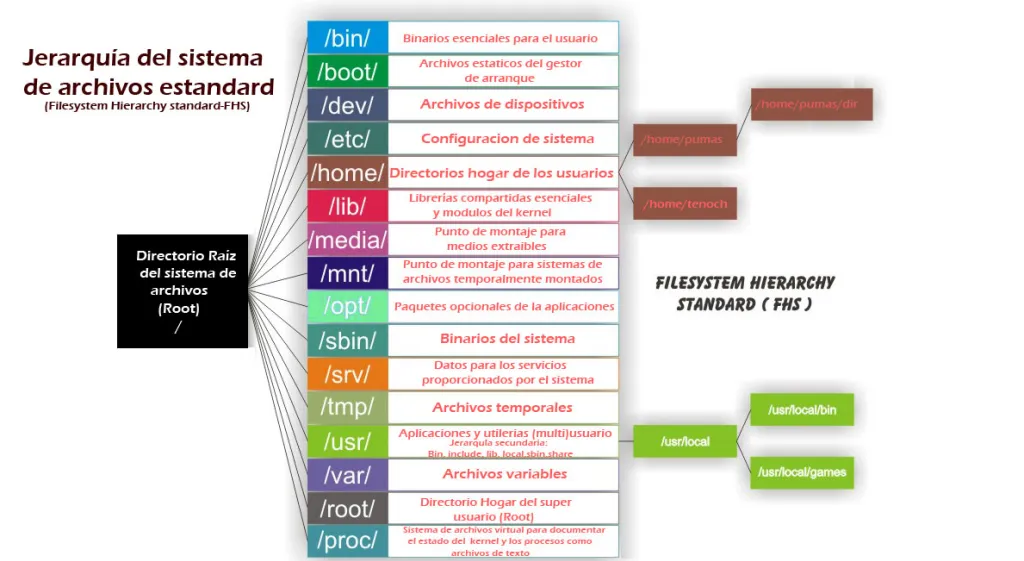 Jerarquía del sistema
de archivos estandard
(Filesystem Hierarchy standard-FHS)
Directorio Raíz
del sistema de
archivos
(Root)
/
/bin/
Binarios esenciales para el usuario
/boot/
Archivos estaticos del gestor
de arranque
/dev/
Archivos de dispositivos
/etc/
Configuracion de sistema
/home/
Directorios hogar de los usuarios
/home/pumas
/home/pumas/dir
/home/tenoch
/lib/
Librerías compartidas esenciales
y modulos del kernel
/media/
Punto de montaje para
medios extraibles
/mnt/
Punto de montaje para sistemas de
archivos temporalmente montados
/opt/
Paquetes opcionales de la aplicaciones
/sbin/
Binarios del sistema
/srv/
Datos para los servicios
proporcionados por el sistema
/tmp/
Archivos temporales
/usr/
Aplicaciones y utilerias (multi)usuario
Jerarquía secundaria:
Bin, include, lib, local,sbin,share
/usr/local
/usr/local/bin
/usr/local/games
/var/
Archivos variables
/root/
Directorio Hogar del super
usuario (Root)
/proc/
Sistema de archivos virtual para documentar
el estado del kernel y los procesos como
archivos de texto
FILESYSTEM HIERARCHY
STANDARD ( FHS )